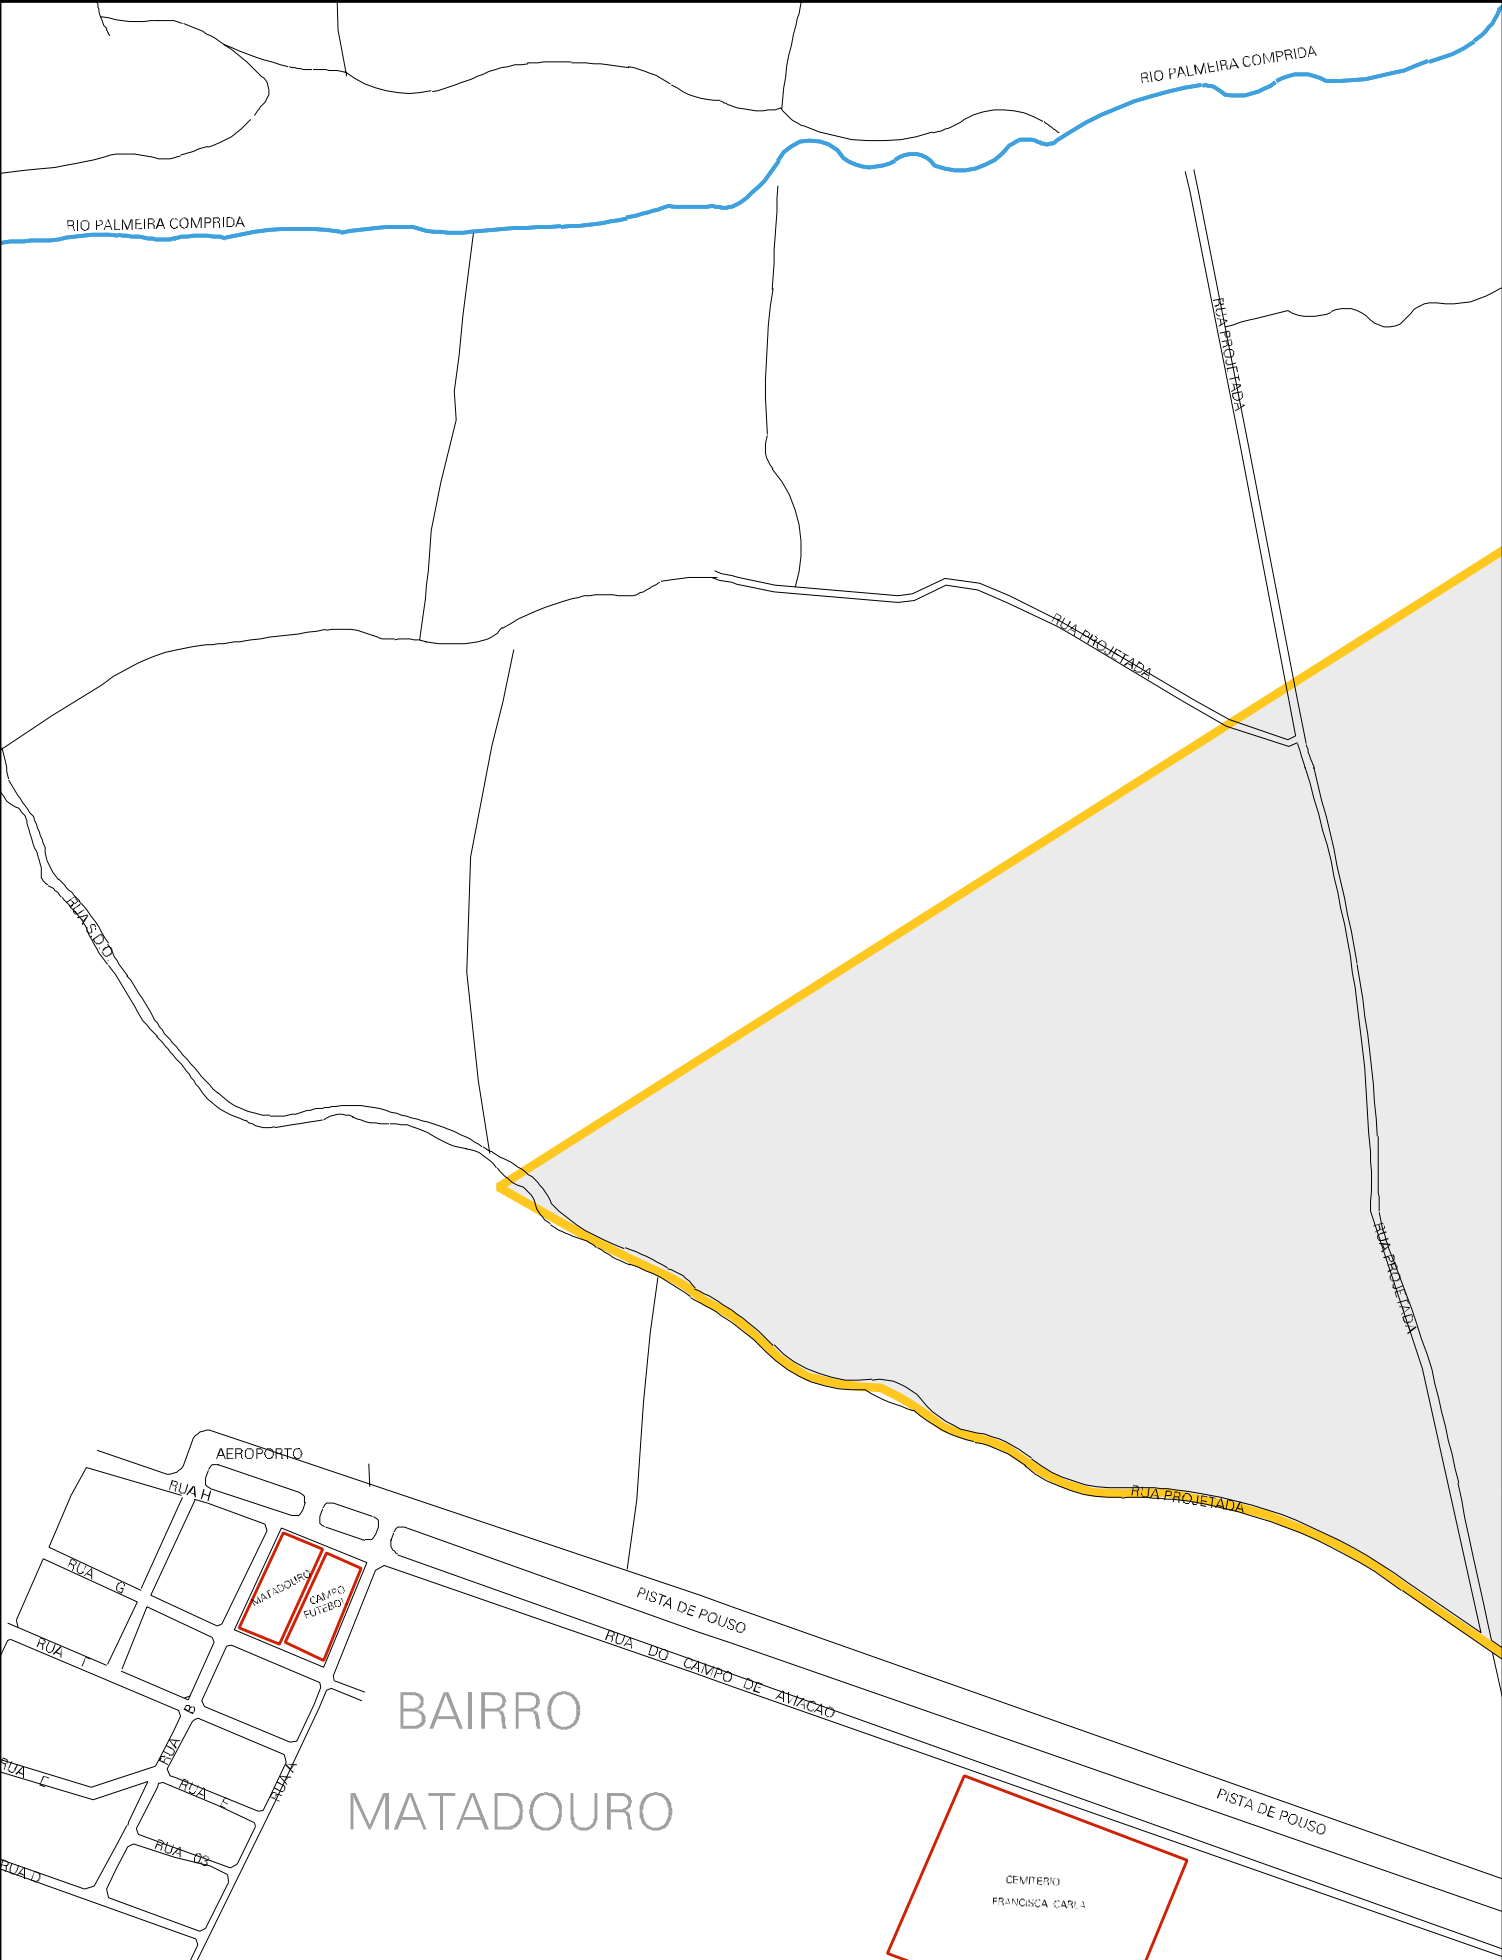 RIO PALMEIRA COMPRIDA
RIO PALMEIRA COMPRIDA
RUA PROJETADA
RUA PROJETADA
RUA S.D.O.
RUA PROJETADA
AEROPORTO
RUA H
RUA PROJETADA
RUA G
MATADOURO
CAMPO
FUTEBOL
PISTA DE POUSO
RUA DO CAMPO DE AVIACAO
RUA I
RUA B
BAIRRO
RUA E
RUA F
RUA A
MATADOURO
PISTA DE POUSO
RUA 03
RUA D
CEMITERIO
FRANCISCA CARLA